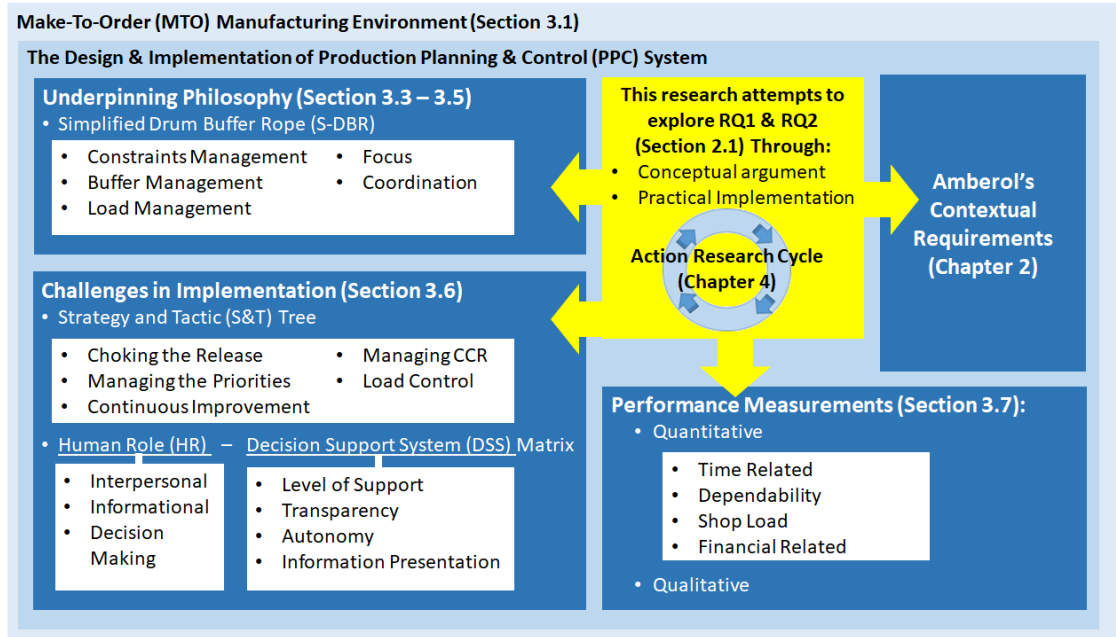 Make-To-Order (MTO) Manufacturing Environment (Section 3.1)
The Design & Implementation of Production Planning & Control (PPC) System
Underpinning Philosophy (Section 3.3 – 3.5)
• Simplified Drum Buffer Rope (S-DBR)
• Constraints Management
• Buffer Management
• Load Management
• Focus
• Coordination
This research attempts to
explore RQ1 & RQ2
(Section 2.1) Through:
• Conceptual argument
• Practical Implementation
Action Research Cycle
(Chapter 4)
Amberol's
Contextual
Requirements
(Chapter 2)
Challenges in Implementation (Section 3.6)
• Strategy and Tactic (S&T) Tree
• Choking the Release
• Managing the Priorities
• Continuous Improvement
• Managing CCR
• Load Control
• Human Role (HR) – Decision Support System (DSS) Matrix
• Interpersonal
• Informational
• Decision
Making
• Level of Support
• Transparency
• Autonomy
• Information Presentation
Performance Measurements (Section 3.7):
• Quantitative
• Time Related
• Dependability
• Shop Load
• Financial Related
• Qualitative